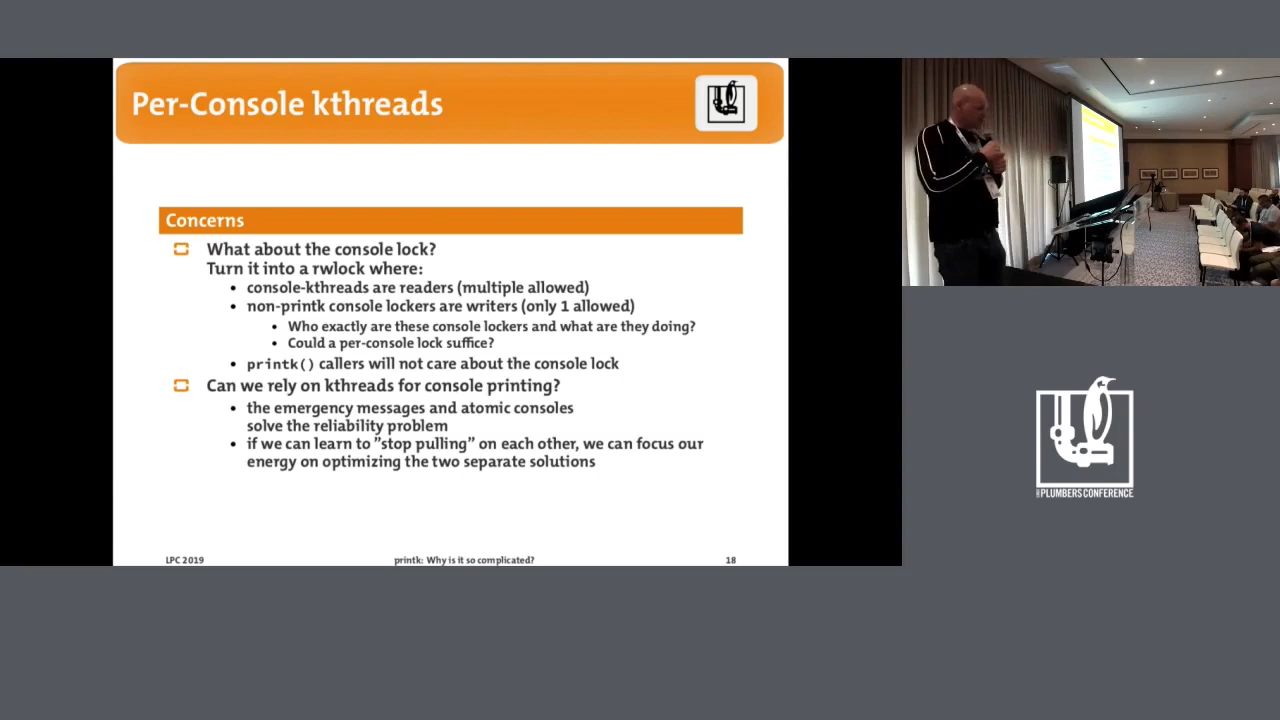 Per-Console kthreads
Concerns
What about the console lock?
Turn it into a rwlock where:
• console-kthreads are readers (multiple allowed)
• non-printk console lockers are writers (only 1 allowed)
• Who exactly are these console lockers and what are they doing?
• Could a per-console lock suffice?
• printk() callers will not care about the console lock
Can we rely on kthreads for console printing?
• the emergency messages and atomic consoles
solve the reliability problem
• if we can learn to ”stop pulling” on each other, we can focus our
energy on optimizing the two separate solutions
LPC 2019
printk: Why is it so complicated?
18
PLUMBERS CONFERENCE